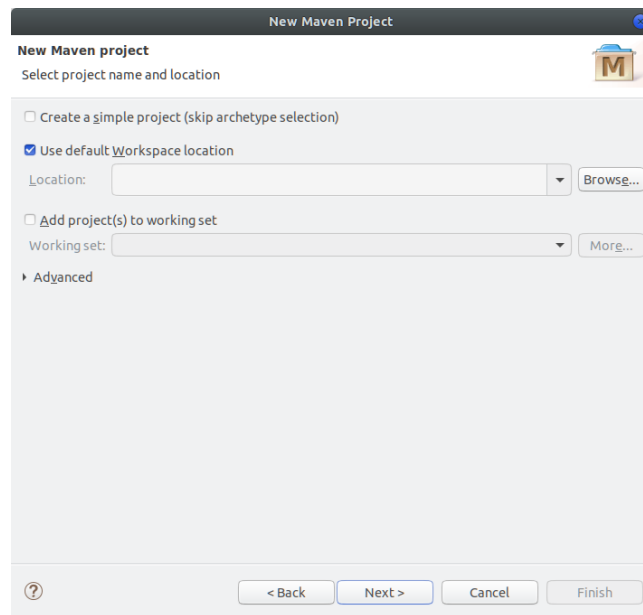 New Maven Project
New Maven project
Select project name and location
M
Create a simple project (skip archetype selection)
Use default Workspace location
Location:
Browse...
Add project(s) to working set
Working set:
More...
Advanced
?
< Back
Next >
Cancel
Finish